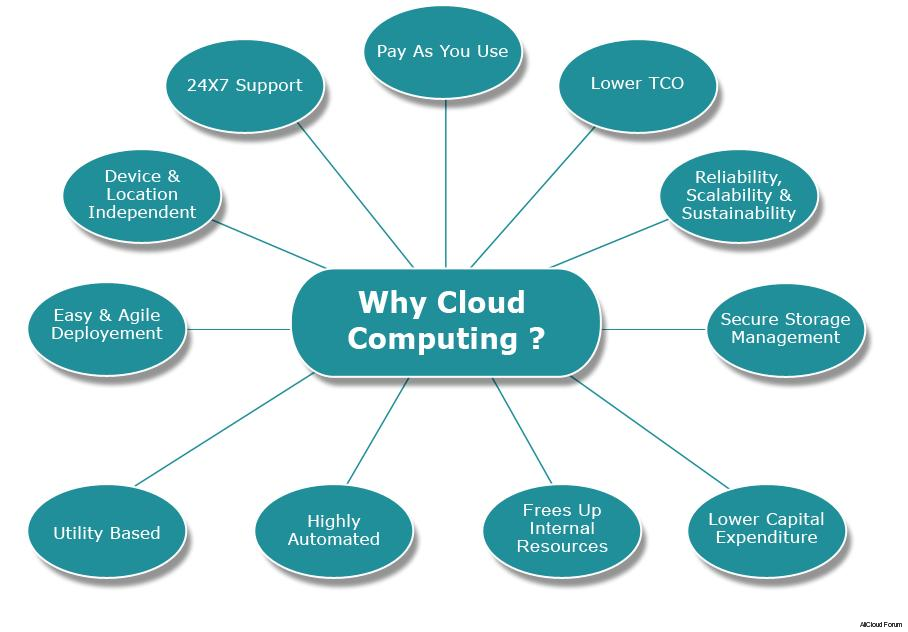 Pay As You Use
24X7 Support
Lower TCO
Device &
Location
Independent
Reliability,
Scalability &
Sustainability
Why Cloud
Computing ?
Easy & Agile
Deployement
Secure Storage
Management
Utility Based
Highly
Automated
Frees Up
Internal
Resources
Lower Capital
Expenditure
AllCloud Forum